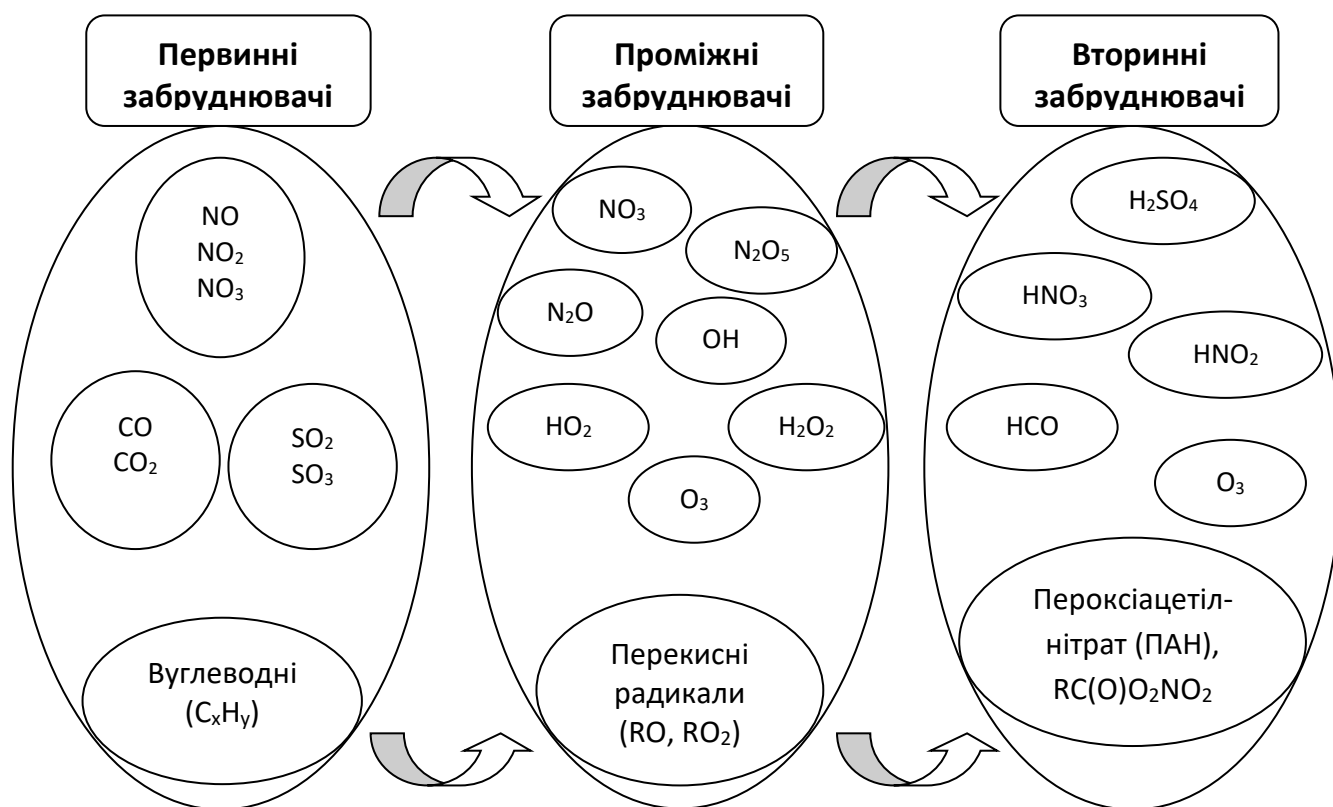 Первинні
забруднювачі
NO
NO₂
NO₃
CO
CO₂
SO₂
SO₃
Вуглеводні
(CₓHᵧ)
Проміжні
забруднювачі
NO₃
N₂O₅
N₂O
OH
HO₂
H₂O₂
O₃
Перекисні
радикали
(RO, RO₂)
Вторинні
забруднювачі
H₂SO₄
HNO₃
HNO₂
HCO
O₃
Пероксіацетіл-
нітрат (ПАН),
RC(O)O₂NO₂